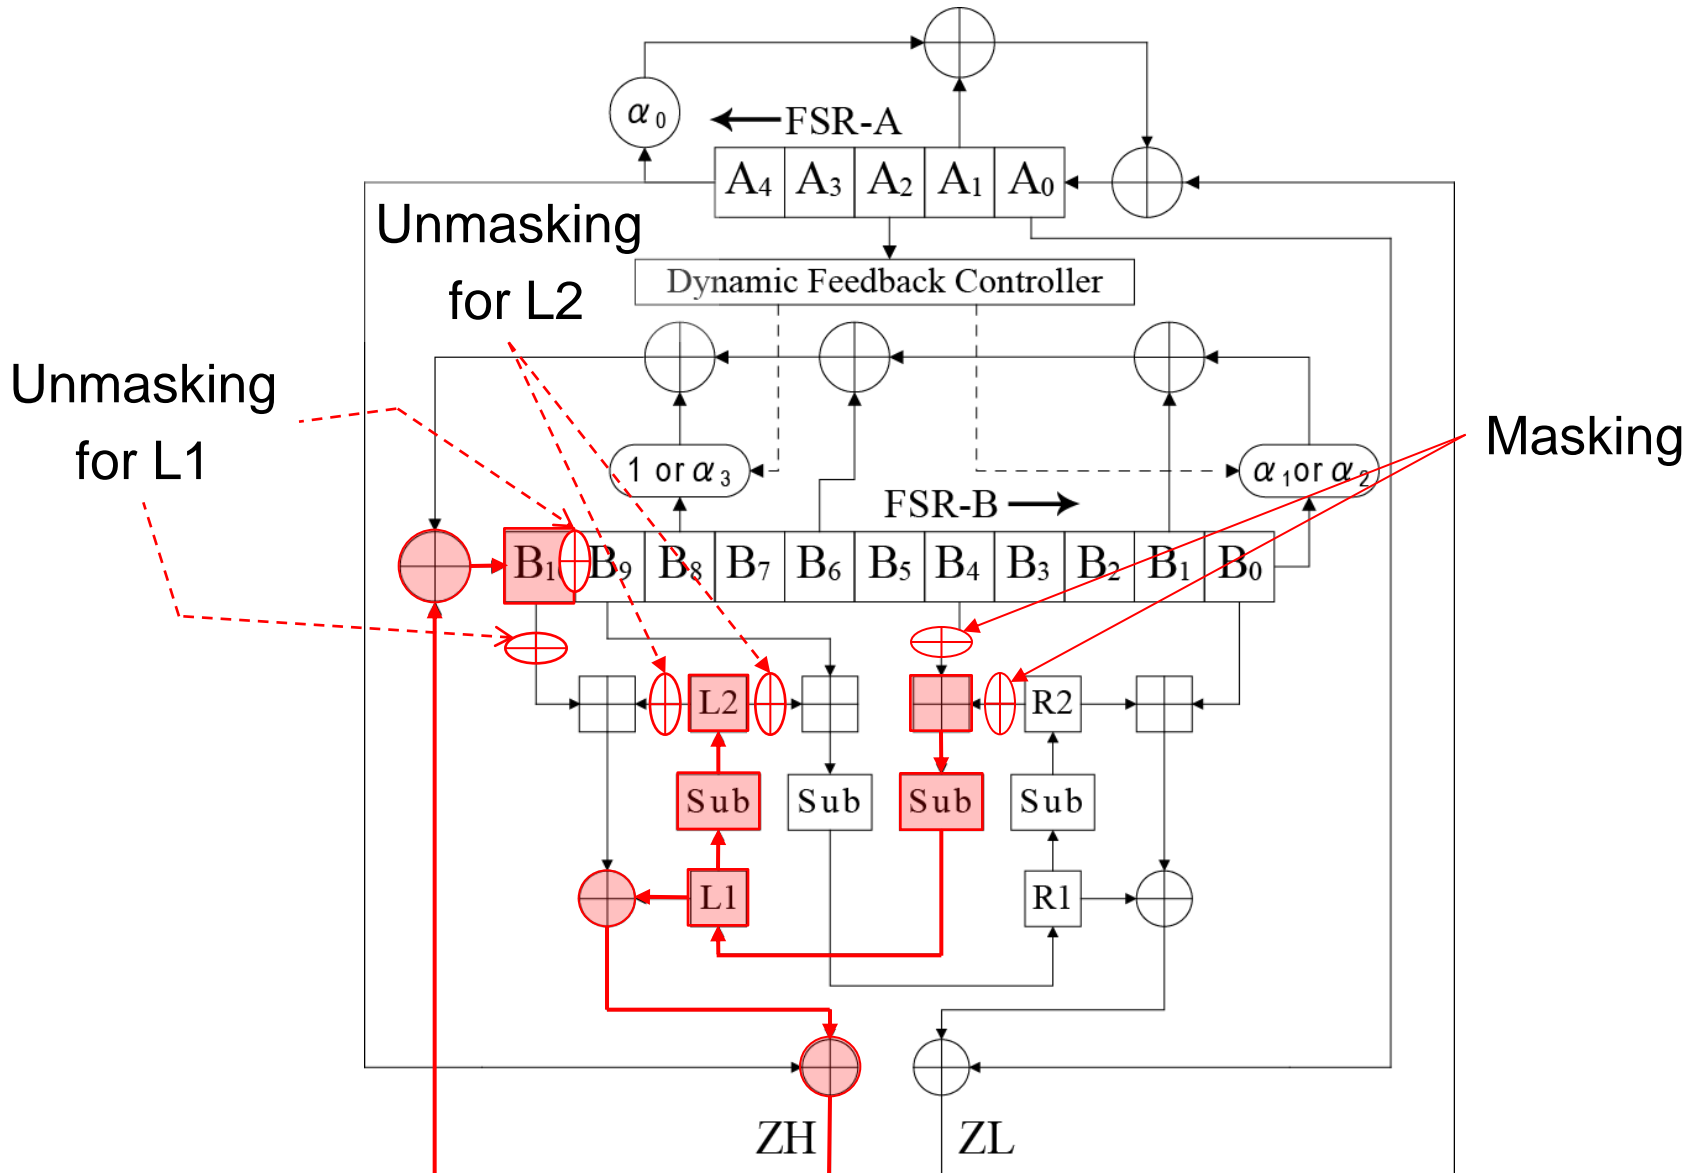 α0
FSR-A
A4 A3 A2 A1 A0
Unmasking
for L2
Dynamic Feedback Controller
Unmasking
for L1
Masking
1 or α3
α1or α2
FSR-B
B1 B9 B8 B7 B6 B5 B4 B3 B2 B1 B0
L2
R2
Sub Sub Sub Sub
L1
R1
ZH ZL